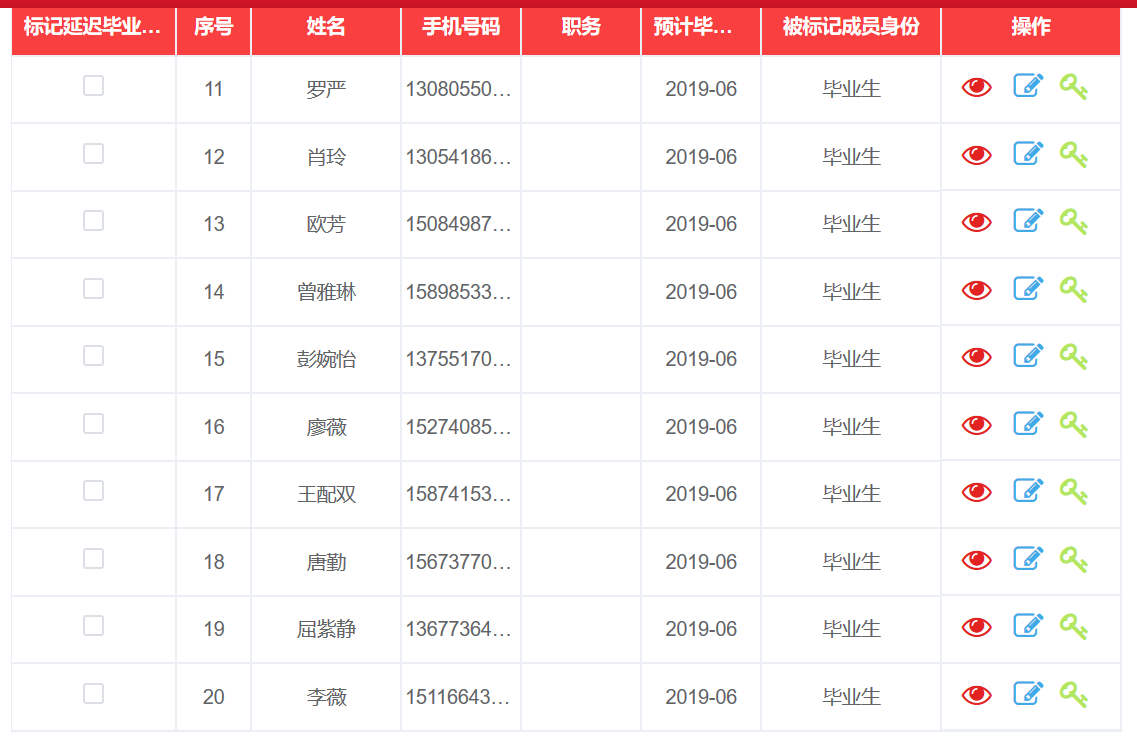 标记延迟毕业… 序号 姓名 手机号码 职务 预计毕… 被标记成员身份 操作
11 罗严 13080550… 2019-06 毕业生
12 肖玲 13054186… 2019-06 毕业生
13 欧芳 15084987… 2019-06 毕业生
14 曾雅琳 15898533… 2019-06 毕业生
15 彭婉怡 13755170… 2019-06 毕业生
16 廖薇 15274085… 2019-06 毕业生
17 王配双 15874153… 2019-06 毕业生
18 唐勤 15673770… 2019-06 毕业生
19 屈紫静 13677364… 2019-06 毕业生
20 李薇 15116643… 2019-06 毕业生